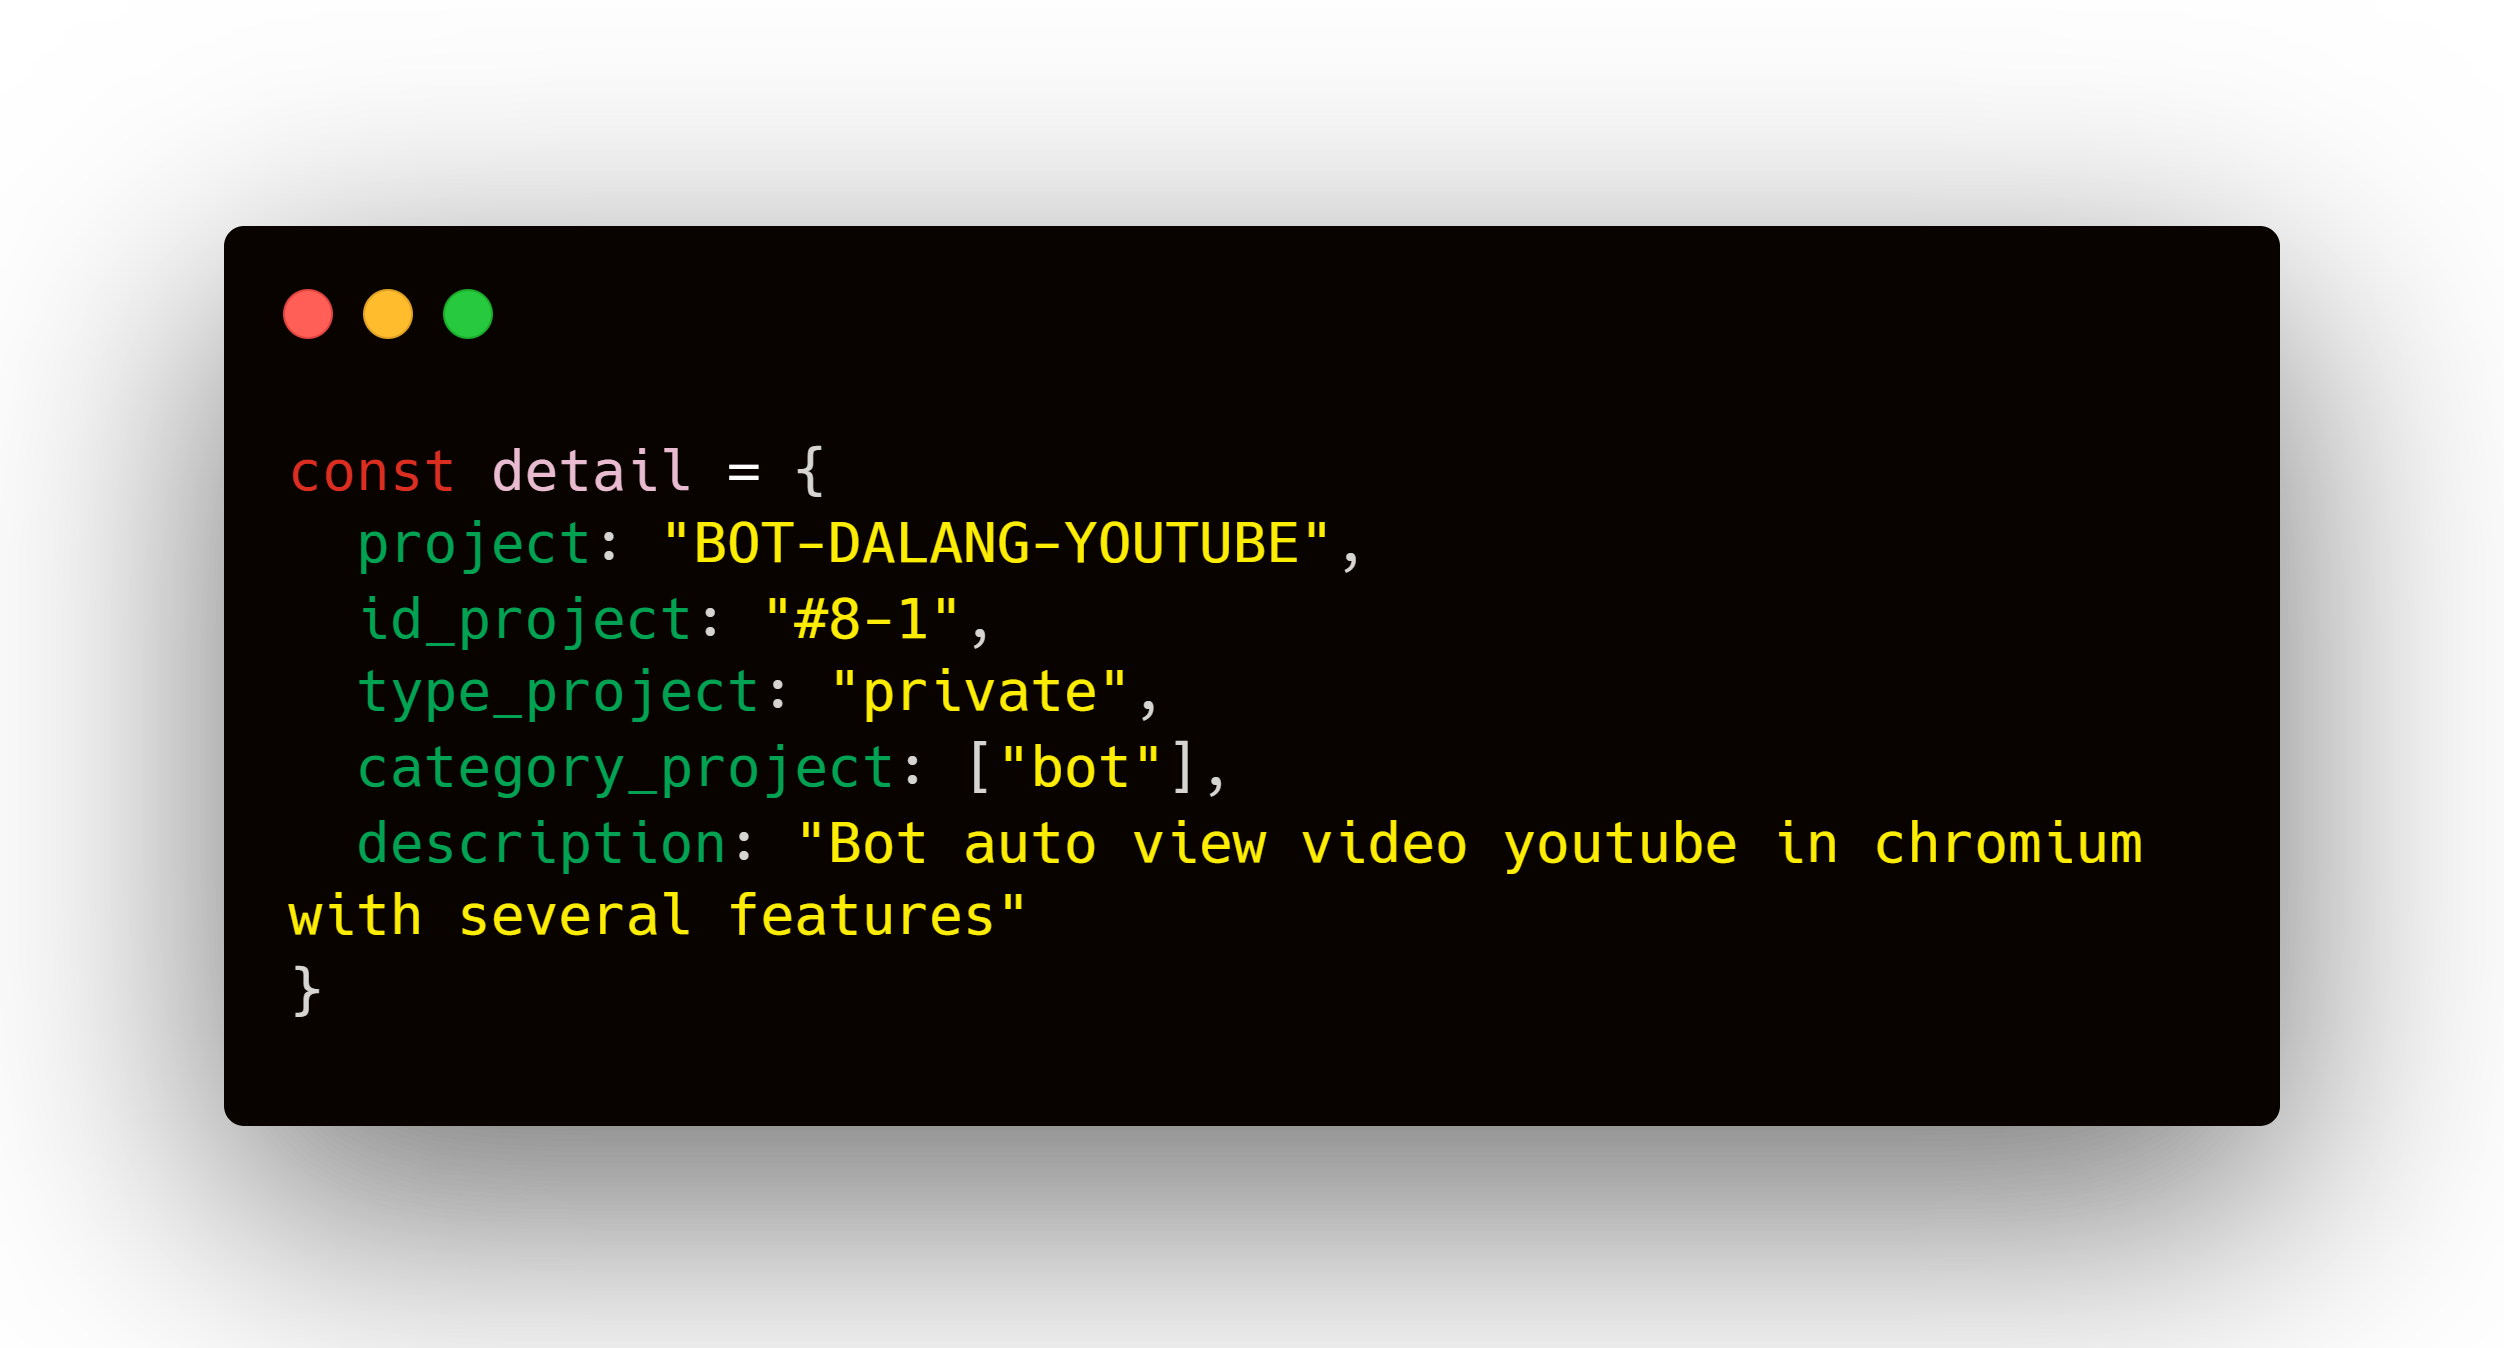 const detail = {
  project: "BOT-DALANG-YOUTUBE",
  id_project: "#8-1",
  type_project: "private",
  category_project: ["bot"],
  description: "Bot auto view video youtube in chromium
with several features"
}